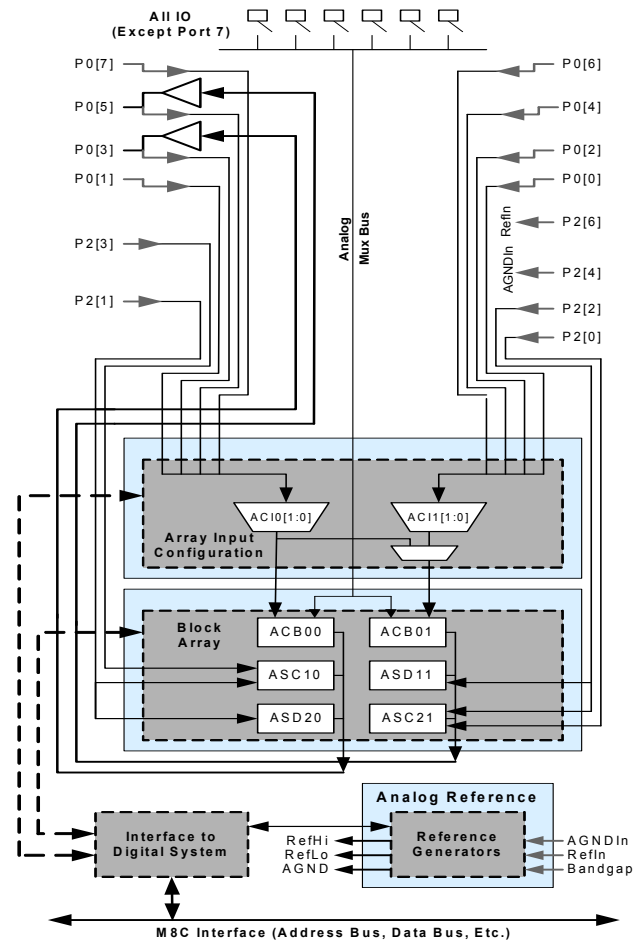 All IO
(Except Port 7)
P0[7]
P0[5]
P0[3]
P0[1]
P2[3]
P2[1]
Analog
Mux Bus
P0[6]
P0[4]
P0[2]
P0[0]
P2[6]
P2[4]
P2[2]
P2[0]
RefIn
AGNDIn
ACI0[1:0]
ACI1[1:0]
Array Input
Configuration
Block
Array
ACB00
ACB01
ASC10
ASD11
ASD20
ASC21
Analog Reference
Interface to
Digital System
RefHi
RefLo
AGND
Reference
Generators
AGNDIn
RefIn
Bandgap
M8C Interface (Address Bus, Data Bus, Etc.)